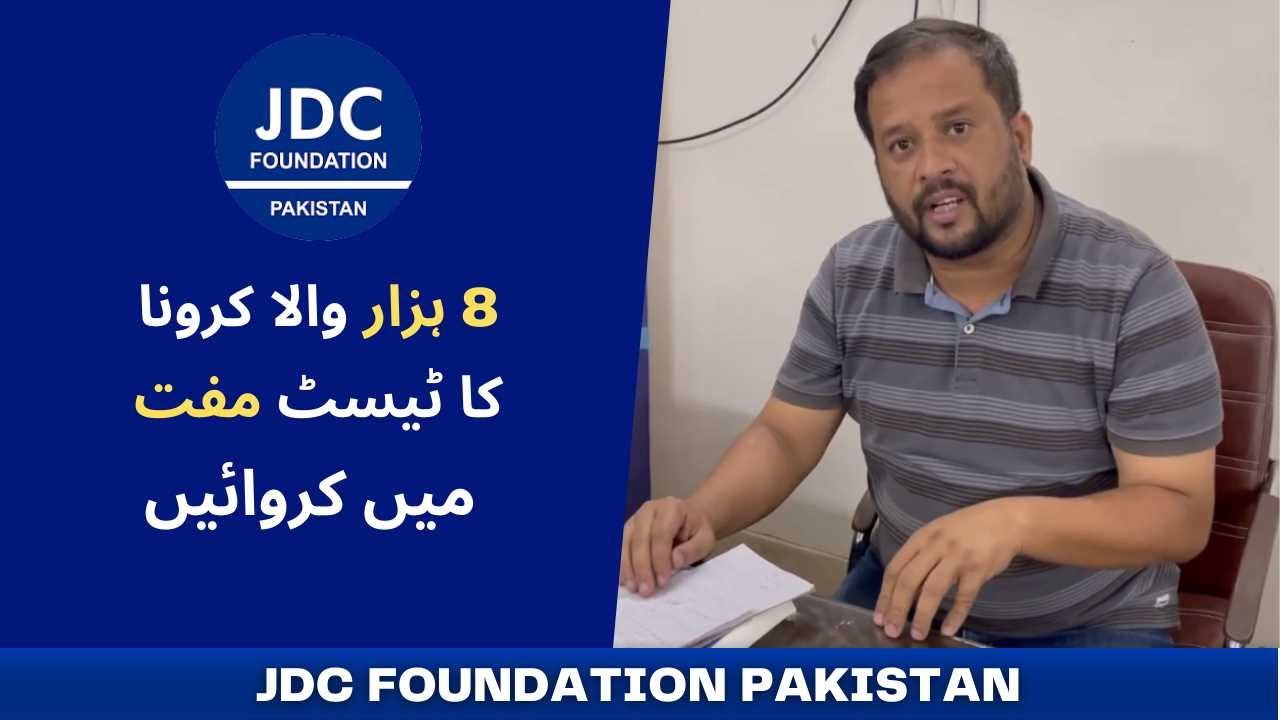 JDC
FOUNDATION
PAKISTAN
8 ہزار والا کرونا
کا ٹیسٹ مفت
میں کروائیں
JDC FOUNDATION PAKISTAN